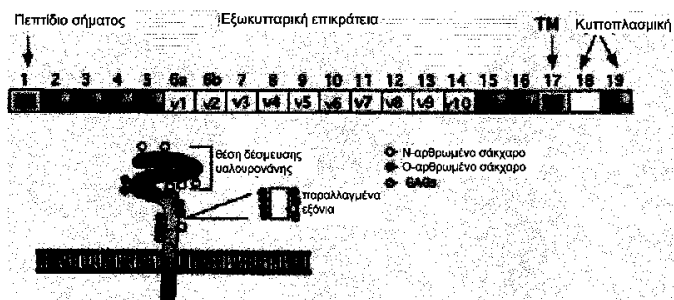 Πεπτίδιο σήματος Εξωκυτταρική επικράτεια TM Κυτταροπλασμική
1 2 3 4 5 6a 6b 7 8 9 10 11 12 13 14 15 16 17 18 19
v1 v2 v3 v4 v5 v6 v7 v8 v9 v10
θέση δέσμευσης
υαλουρονάνης
N-αρθρωμένο σάκχαρο
O-αρθρωμένο σάκχαρο
GAGs
παραλλαγμένα
εξόνια